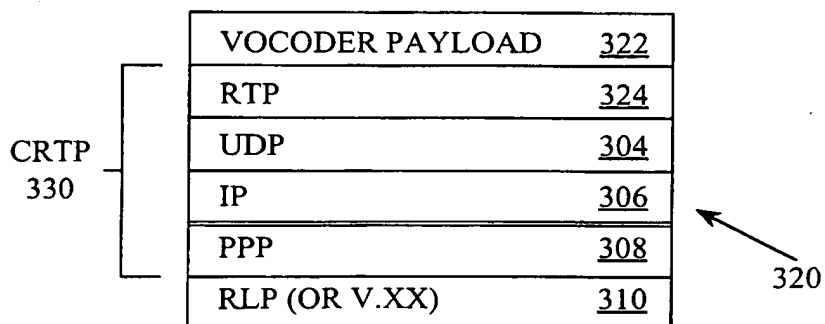 VOCODER PAYLOAD 322
RTP 324
UDP 304
IP 306
PPP 308
RLP (OR V.XX) 310
CRTP
330
320